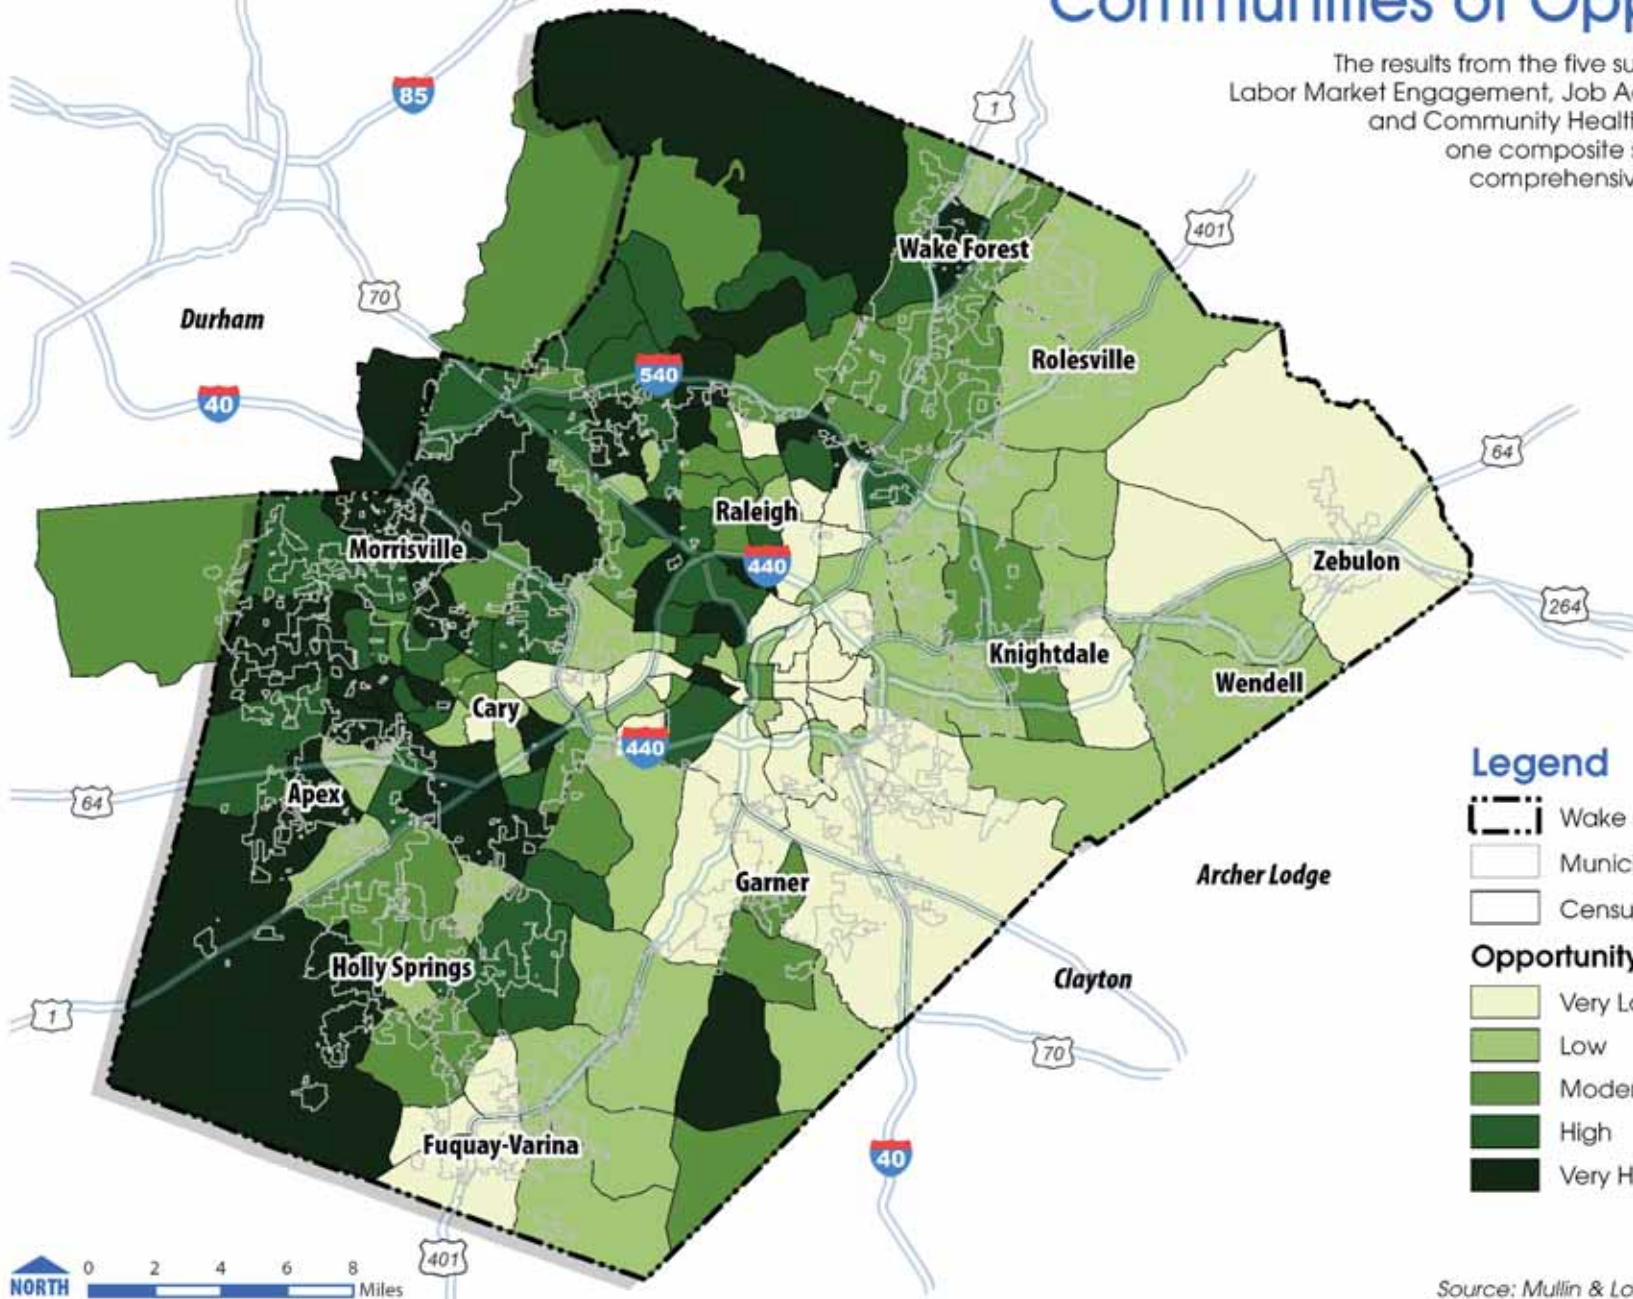 Communities of Opp
The results from the five su
Labor Market Engagement, Job A
and Community Health
one composite s
comprehensiv
85
1
401
Wake Forest
70
Durham
Rolesville
540
40
64
Raleigh
Morrisville
440
Zebulon
264
Knightdale
Wendell
Cary
440
Apex
64
Garner
Archer Lodge
Holly Springs
Clayton
1
70
Fuquay-Varina
40
401
Legend
Wake
Munici
Censu
Opportunity
Very Lo
Low
Moder
High
Very H
NORTH
0 2 4 6 8
Miles
Source: Mullin & Lo